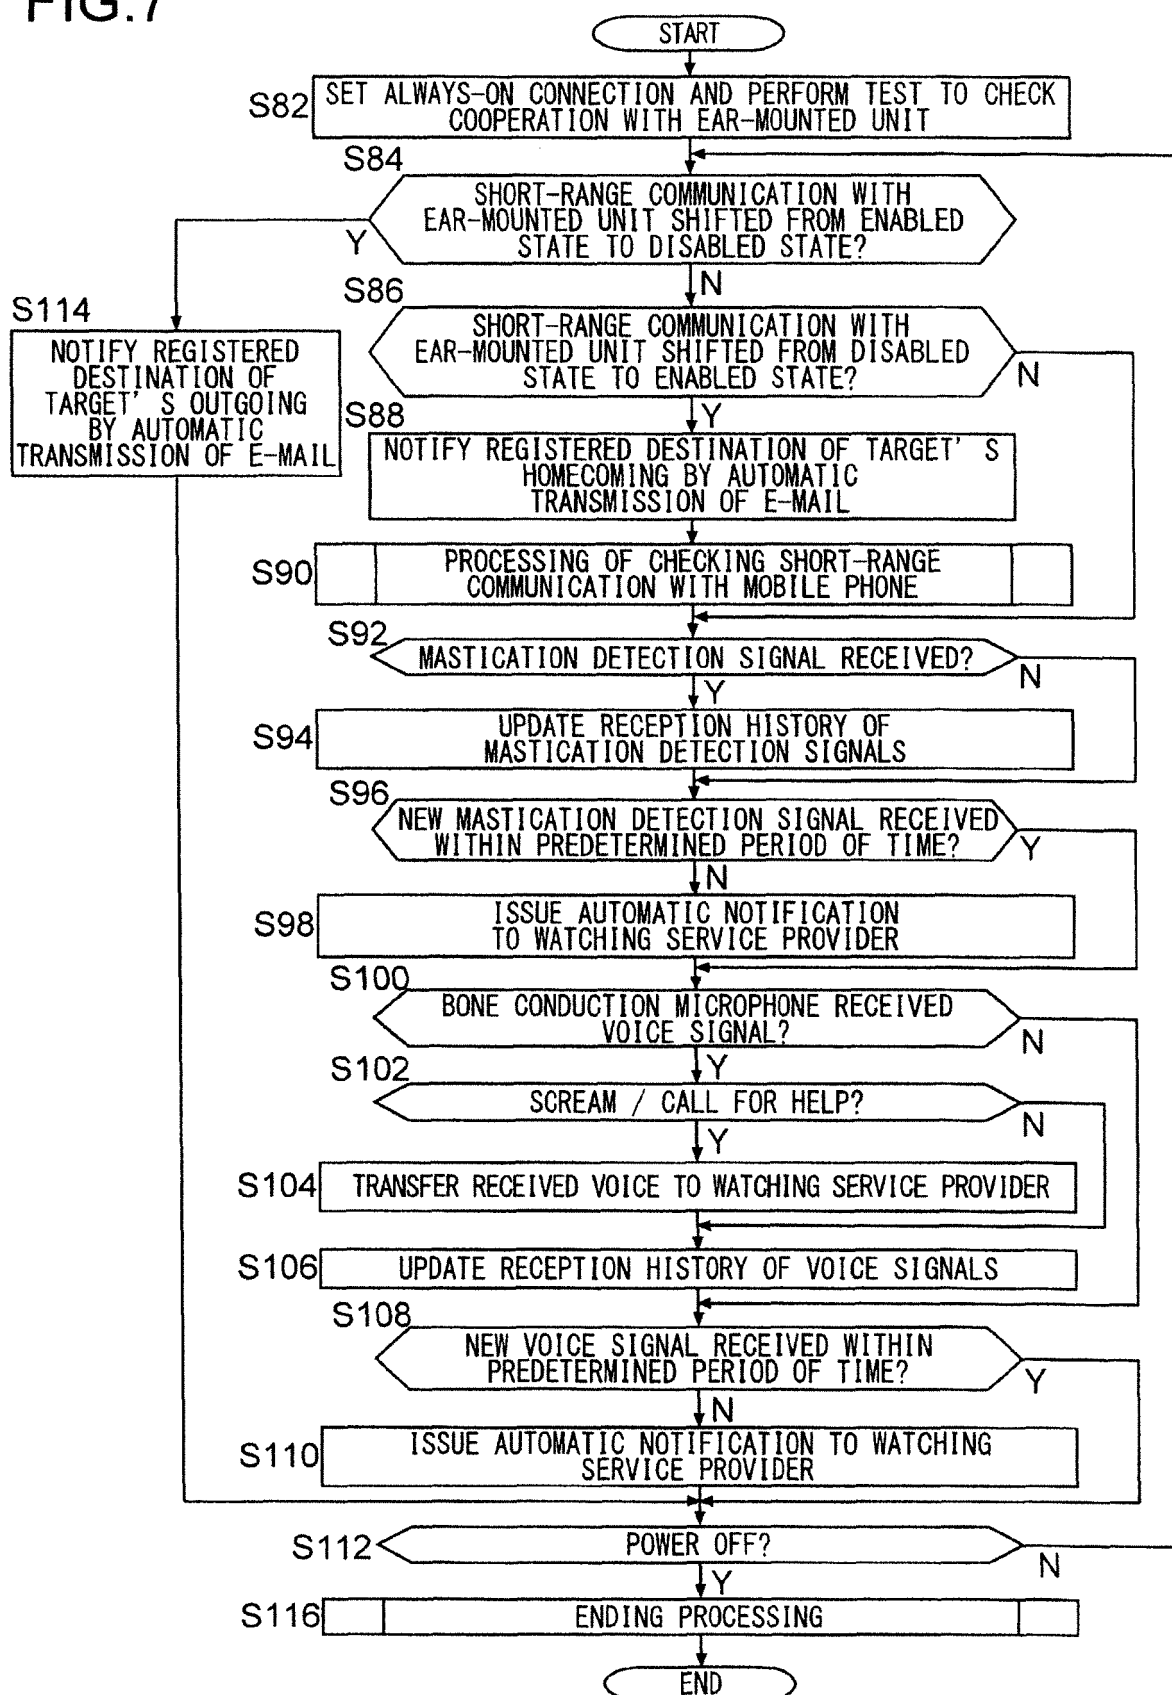 FIG.7
START
S82
SET ALWAYS-ON CONNECTION AND PERFORM TEST TO CHECK
COOPERATION WITH EAR-MOUNTED UNIT
S84
SHORT-RANGE COMMUNICATION WITH
EAR-MOUNTED UNIT SHIFTED FROM ENABLED
STATE TO DISABLED STATE?
Y
N
S114
NOTIFY REGISTERED
DESTINATION OF
TARGET'S OUTGOING
BY AUTOMATIC
TRANSMISSION OF E-MAIL
S86
SHORT-RANGE COMMUNICATION WITH
EAR-MOUNTED UNIT SHIFTED FROM DISABLED
STATE TO ENABLED STATE?
N
Y
S88
NOTIFY REGISTERED DESTINATION OF TARGET'S
HOMECOMING BY AUTOMATIC
TRANSMISSION OF E-MAIL
S90
PROCESSING OF CHECKING SHORT-RANGE
COMMUNICATION WITH MOBILE PHONE
S92
MASTICATION DETECTION SIGNAL RECEIVED?
N
Y
S94
UPDATE RECEPTION HISTORY OF
MASTICATION DETECTION SIGNALS
S96
NEW MASTICATION DETECTION SIGNAL RECEIVED
WITHIN PREDETERMINED PERIOD OF TIME?
Y
N
S98
ISSUE AUTOMATIC NOTIFICATION
TO WATCHING SERVICE PROVIDER
S100
BONE CONDUCTION MICROPHONE RECEIVED
VOICE SIGNAL?
N
Y
S102
SCREAM / CALL FOR HELP?
N
Y
S104
TRANSFER RECEIVED VOICE TO WATCHING SERVICE PROVIDER
S106
UPDATE RECEPTION HISTORY OF VOICE SIGNALS
S108
NEW VOICE SIGNAL RECEIVED WITHIN
PREDETERMINED PERIOD OF TIME?
Y
N
S110
ISSUE AUTOMATIC NOTIFICATION TO WATCHING
SERVICE PROVIDER
S112
POWER OFF?
N
Y
S116
ENDING PROCESSING
END